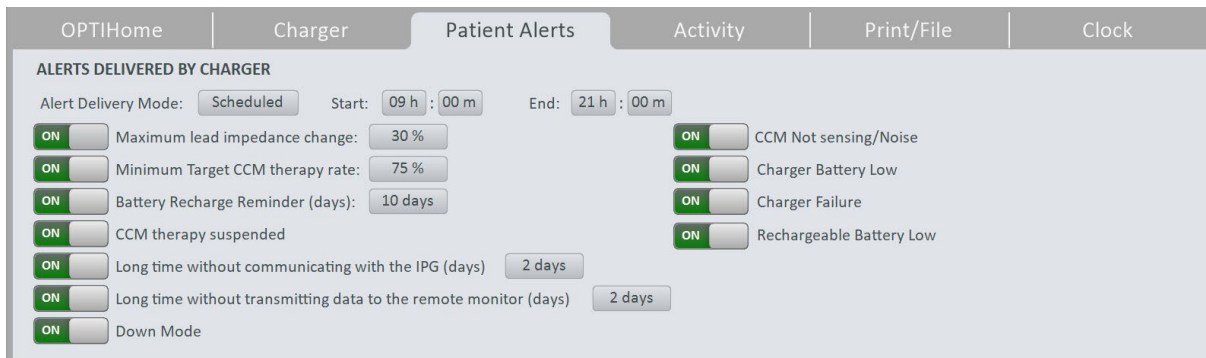 OPTIHome Charger Patient Alerts Activity Print/File Clock
ALERTS DELIVERED BY CHARGER
Alert Delivery Mode: Scheduled Start: 09 h : 00 m End: 21 h : 00 m
ON Maximum lead impedance change: 30 % ON CCM Not sensing/Noise
ON Minimum Target CCM therapy rate: 75 % ON Charger Battery Low
ON Battery Recharge Reminder (days): 10 days ON Charger Failure
ON CCM therapy suspended ON Rechargeable Battery Low
ON Long time without communicating with the IPG (days) 2 days
ON Long time without transmitting data to the remote monitor (days) 2 days
ON Down Mode